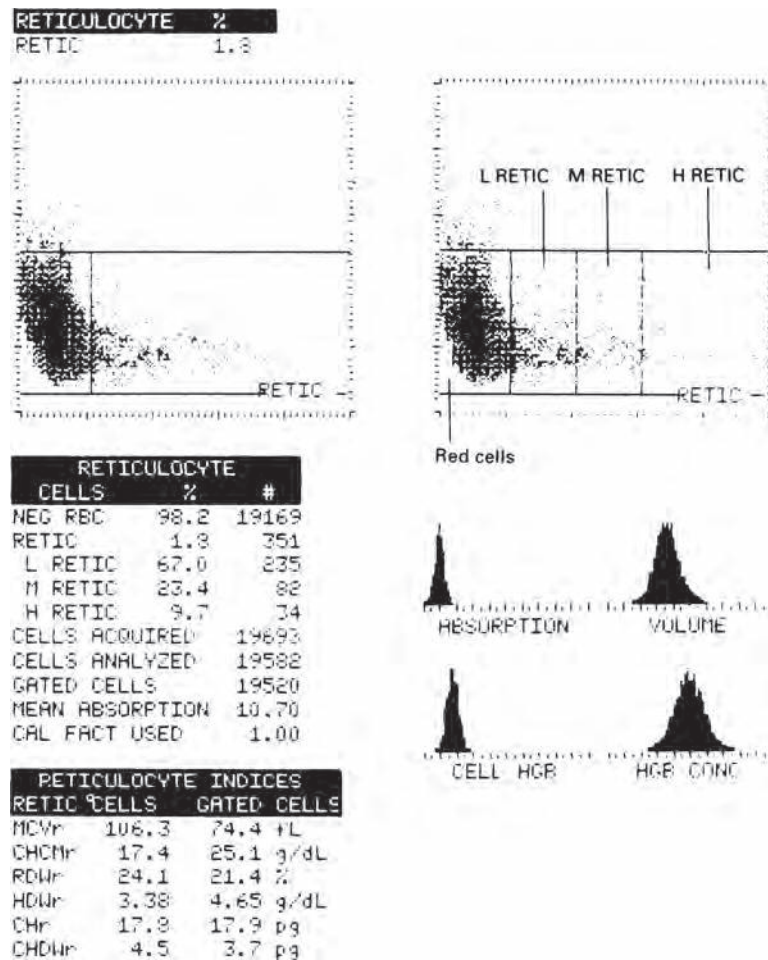 RETICULOCYTE %
RETIC 1.8
L RETIC M RETIC H RETIC
RETIC
RETIC
Red cells
RETICULOCYTE
CELLS % #
NEG RBC 98.2 19169
RETIC 1.8 351
L RETIC 67.0 235
M RETIC 23.4 82
H RETIC 9.7 34
CELLS ACQUIRED 19693
CELLS ANALYZED 19582
GATED CELLS 19520
MEAN ABSORPTION 10.70
CAL FACT USED 1.00
ABSORPTION VOLUME
CELL HGB HGB CONC
RETICULOCYTE INDICES
RETIC CELLS GATED CELLS
MCVr 106.3 74.4 fL
CHCMr 17.4 25.1 g/dL
RDWr 24.1 21.4 %
HDWr 3.38 4.65 g/dL
CHr 17.8 17.9 pg
CHDWr 4.5 3.7 pg